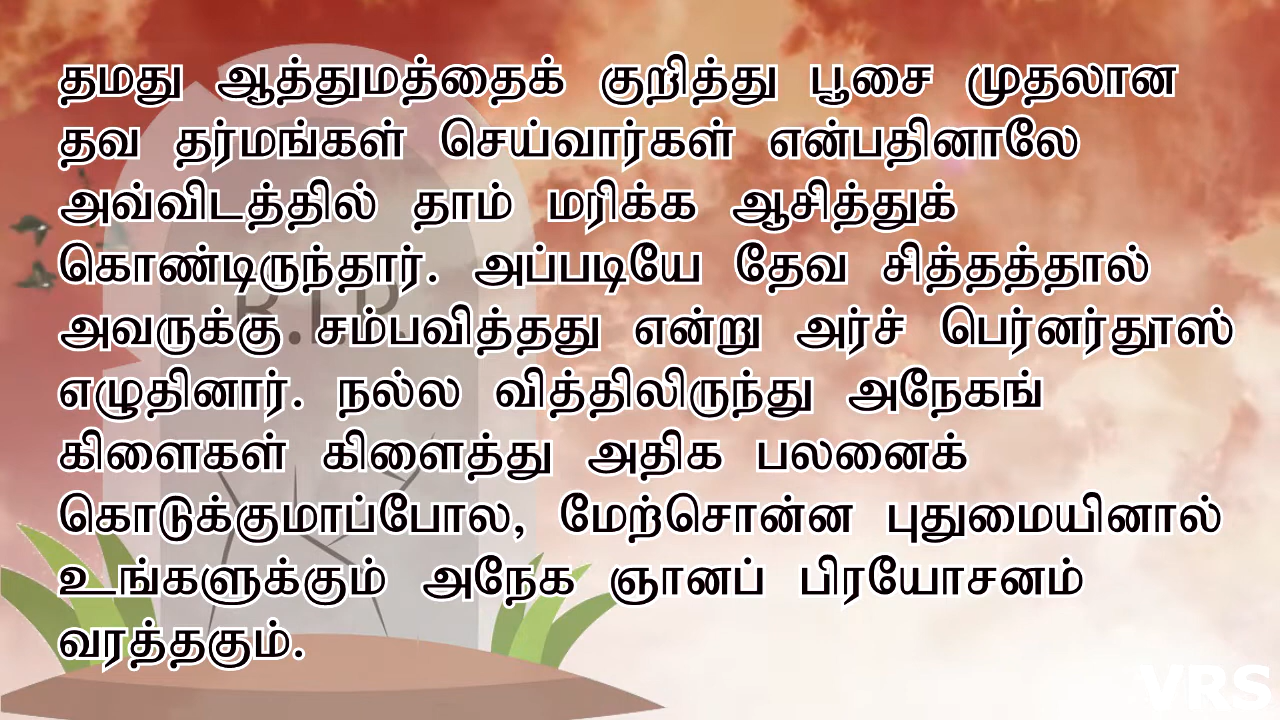 தமது ஆத்துமத்தைக் குறித்து பூசை முதலான
தவ தர்மங்கள் செய்வார்கள் என்பதினாலே
அவ்விடத்தில் தாம் மரிக்க ஆசித்துக்
கொண்டிருந்தார். அப்படியே தேவ சித்தத்தால்
அவருக்கு சம்பவித்தது என்று அர்ச் பெர்னர்தூஸ்
எழுதினார். நல்ல வித்திலிருந்து அநேகங்
கிளைகள் கிளைத்து அதிக பலனைக்
கொடுக்குமாப்போல, மேற்சொன்ன புதுமையினால்
உங்களுக்கும் அநேக ஞானப் பிரயோசனம்
வரத்தகும்.
R.I.P.
VRS